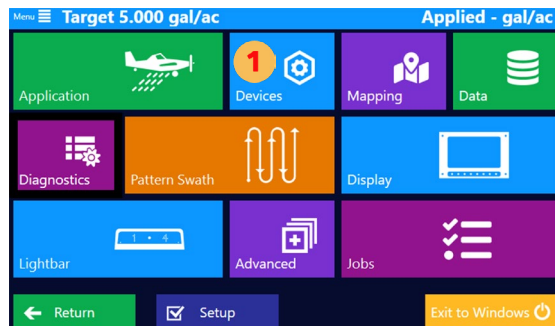 Menu Target 5.000 gal/ac Applied - gal/ac
1
Application Devices Mapping Data
Diagnostics Pattern Swath Display
1 • 4
Lightbar Advanced Jobs
Return Setup Exit to Windows